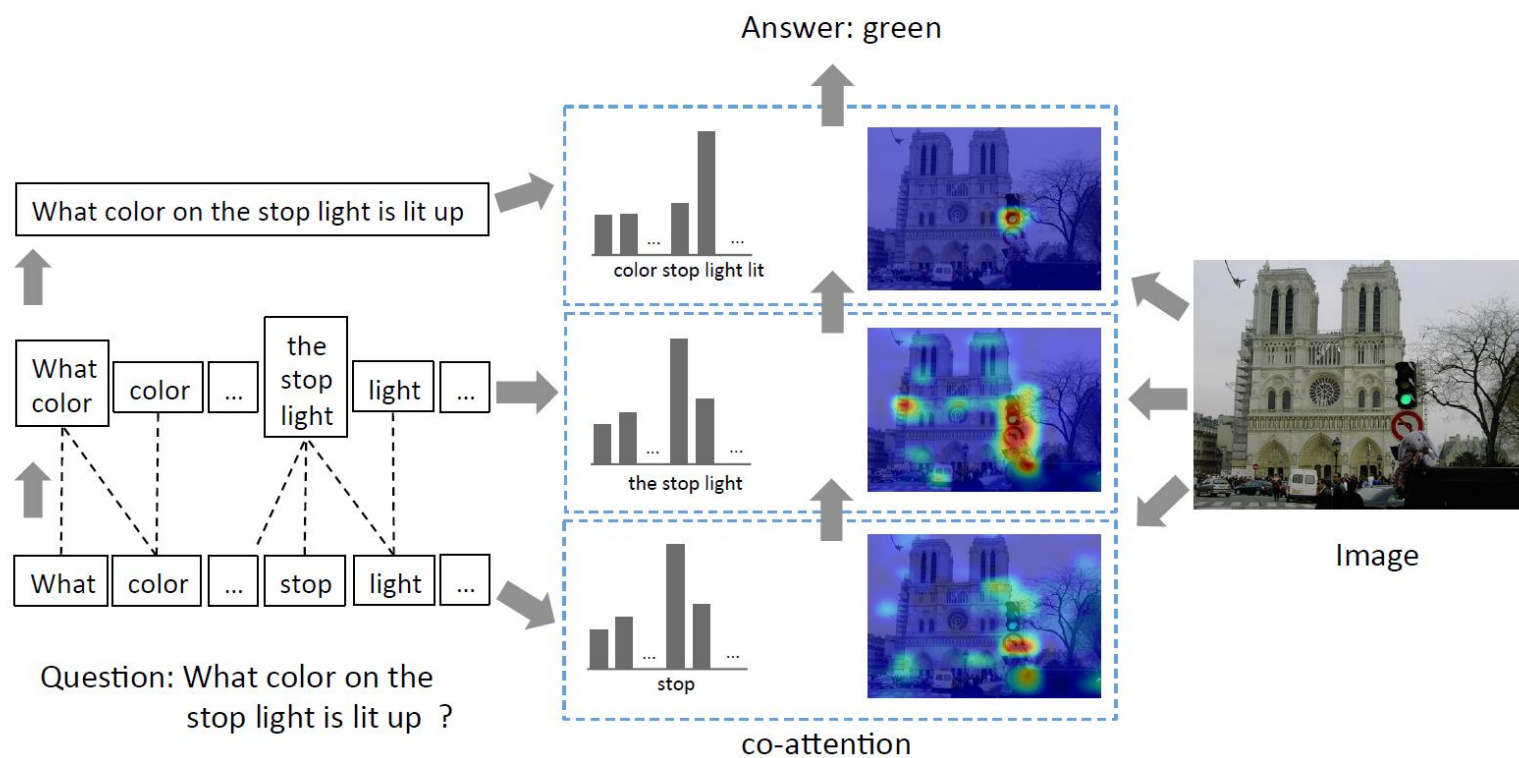 Answer: green
What color on the stop light is lit up
...
...
color stop light lit
What
color
color
...
the
stop
light
light
...
...
...
the stop light
What
color
...
stop
light
...
...
...
stop
Image
Question: What color on the
stop light is lit up ?
co-attention